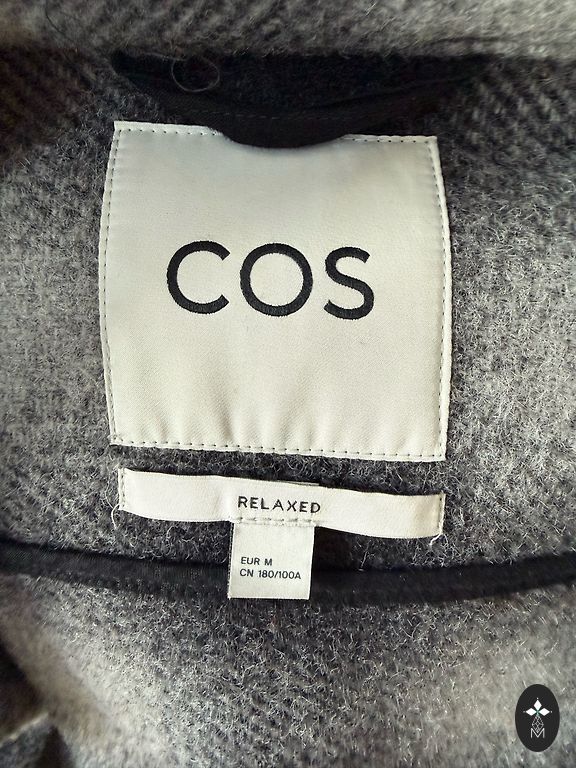 COS
RELAXED
EUR M
CN 180/100A
M